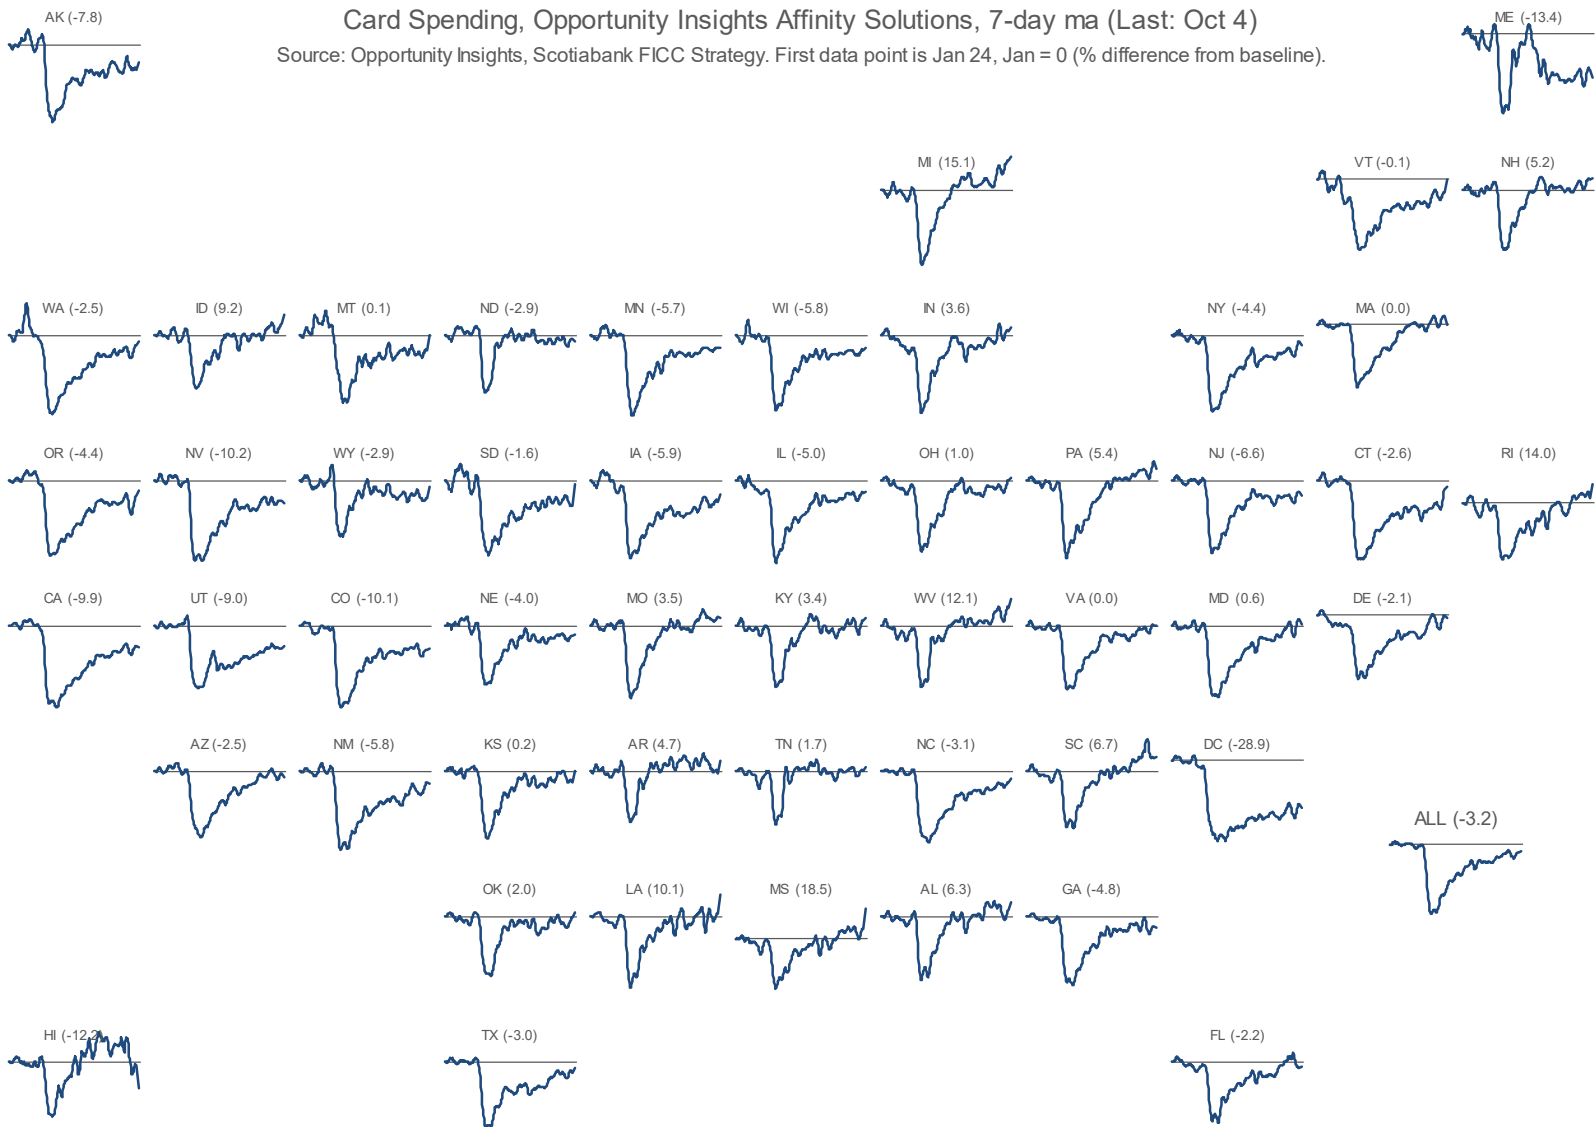 Card Spending, Opportunity Insights Affinity Solutions, 7-day ma (Last: Oct 4)
Source: Opportunity Insights, Scotiabank FICC Strategy. First data point is Jan 24, Jan = 0 (% difference from baseline).
AK (-7.8)
ME (-13.4)
MI (15.1)
VT (-0.1)
NH (5.2)
WA (-2.5)
ID (9.2)
MT (0.1)
ND (-2.9)
MN (-5.7)
WI (-5.8)
IN (3.6)
NY (-4.4)
MA (0.0)
OR (-4.4)
NV (-10.2)
WY (-2.9)
SD (-1.6)
IA (-5.9)
IL (-5.0)
OH (1.0)
PA (5.4)
NJ (-6.6)
CT (-2.6)
RI (14.0)
CA (-9.9)
UT (-9.0)
CO (-10.1)
NE (-4.0)
MO (3.5)
KY (3.4)
WV (12.1)
VA (0.0)
MD (0.6)
DE (-2.1)
AZ (-2.5)
NM (-5.8)
KS (0.2)
AR (4.7)
TN (1.7)
NC (-3.1)
SC (6.7)
DC (-28.9)
ALL (-3.2)
OK (2.0)
LA (10.1)
MS (18.5)
AL (6.3)
GA (-4.8)
HI (-12.2)
TX (-3.0)
FL (-2.2)